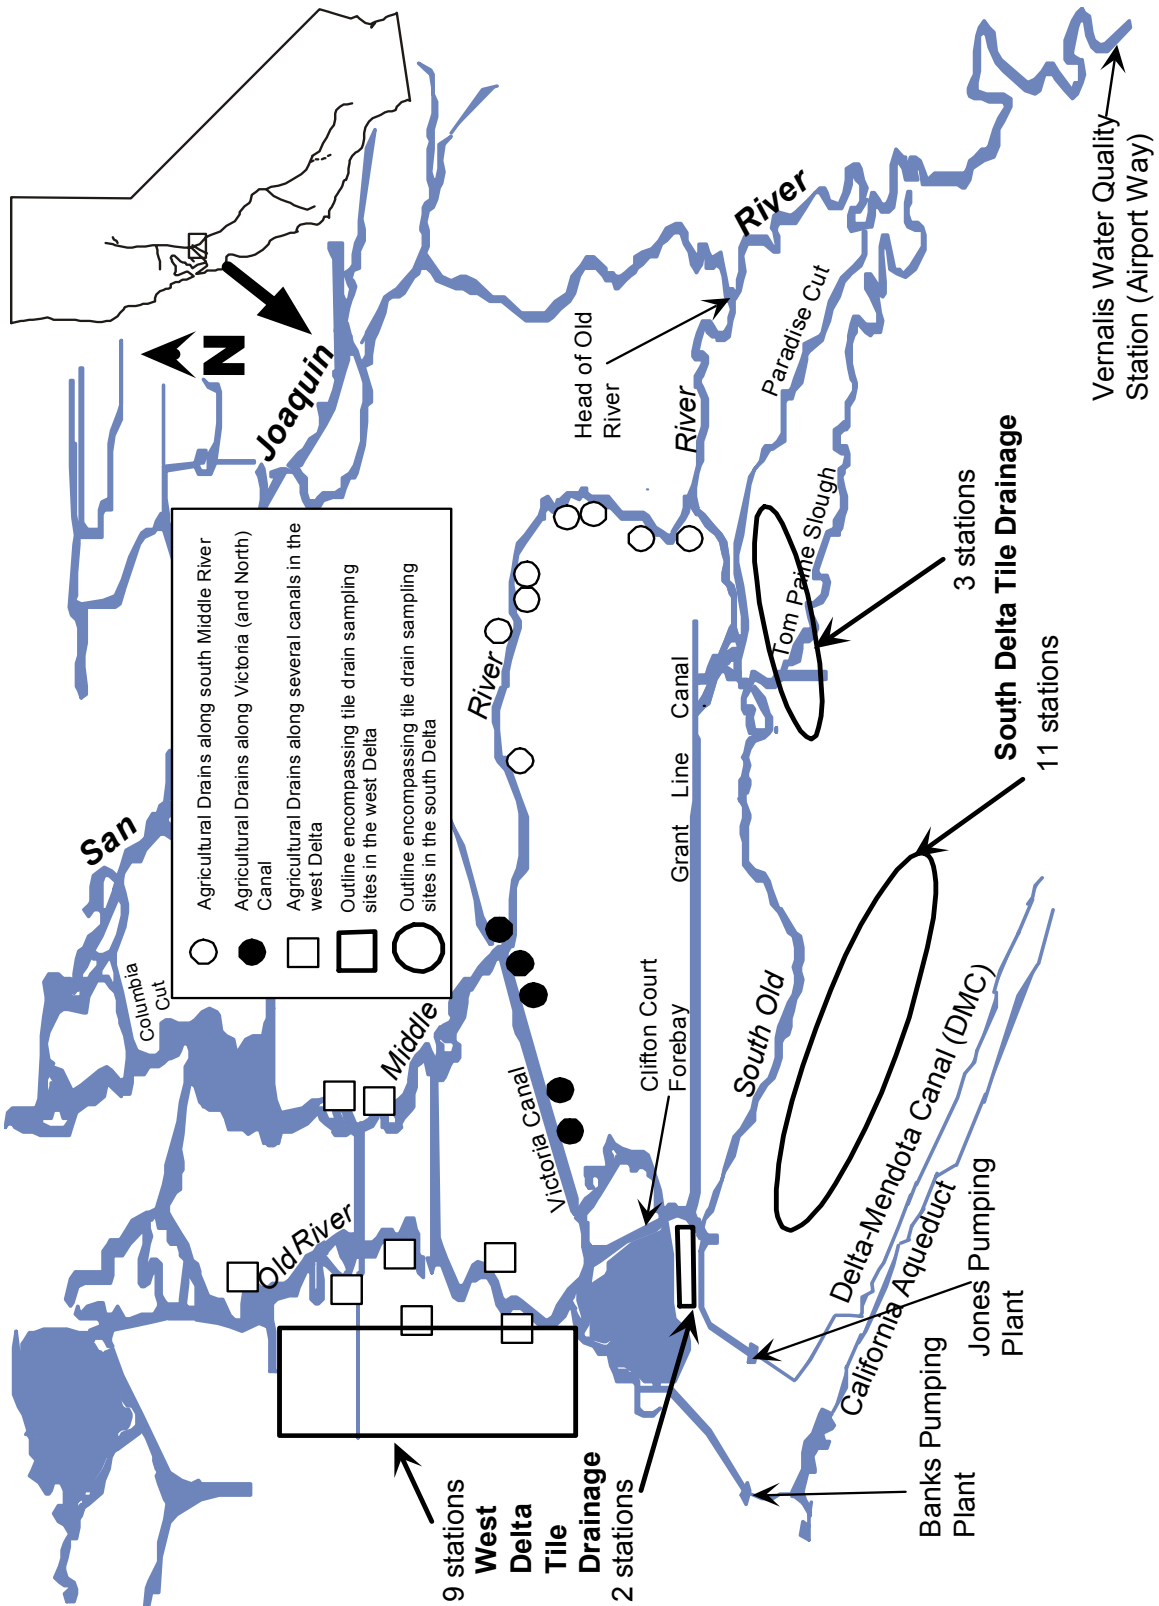 N
San
Joaquin
River
Agricultural Drains along south Middle River
Agricultural Drains along Victoria (and North)
Canal
Agricultural Drains along several canals in the
west Delta
Outline encompassing tile drain sampling
sites in the west Delta
Outline encompassing tile drain sampling
sites in the south Delta
Columbia
Cut
Middle
River
Old River
Victoria Canal
Clifton Court
Forebay
Grant Line Canal
South Old
River
Head of Old
River
Paradise Cut
Tom Paine Slough
3 stations
South Delta Tile Drainage
11 stations
Delta-Mendota Canal (DMC)
California Aqueduct
Jones Pumping
Plant
Banks Pumping
Plant
9 stations
West
Delta
Tile
Drainage
2 stations
Vernalis Water Quality
Station (Airport Way)